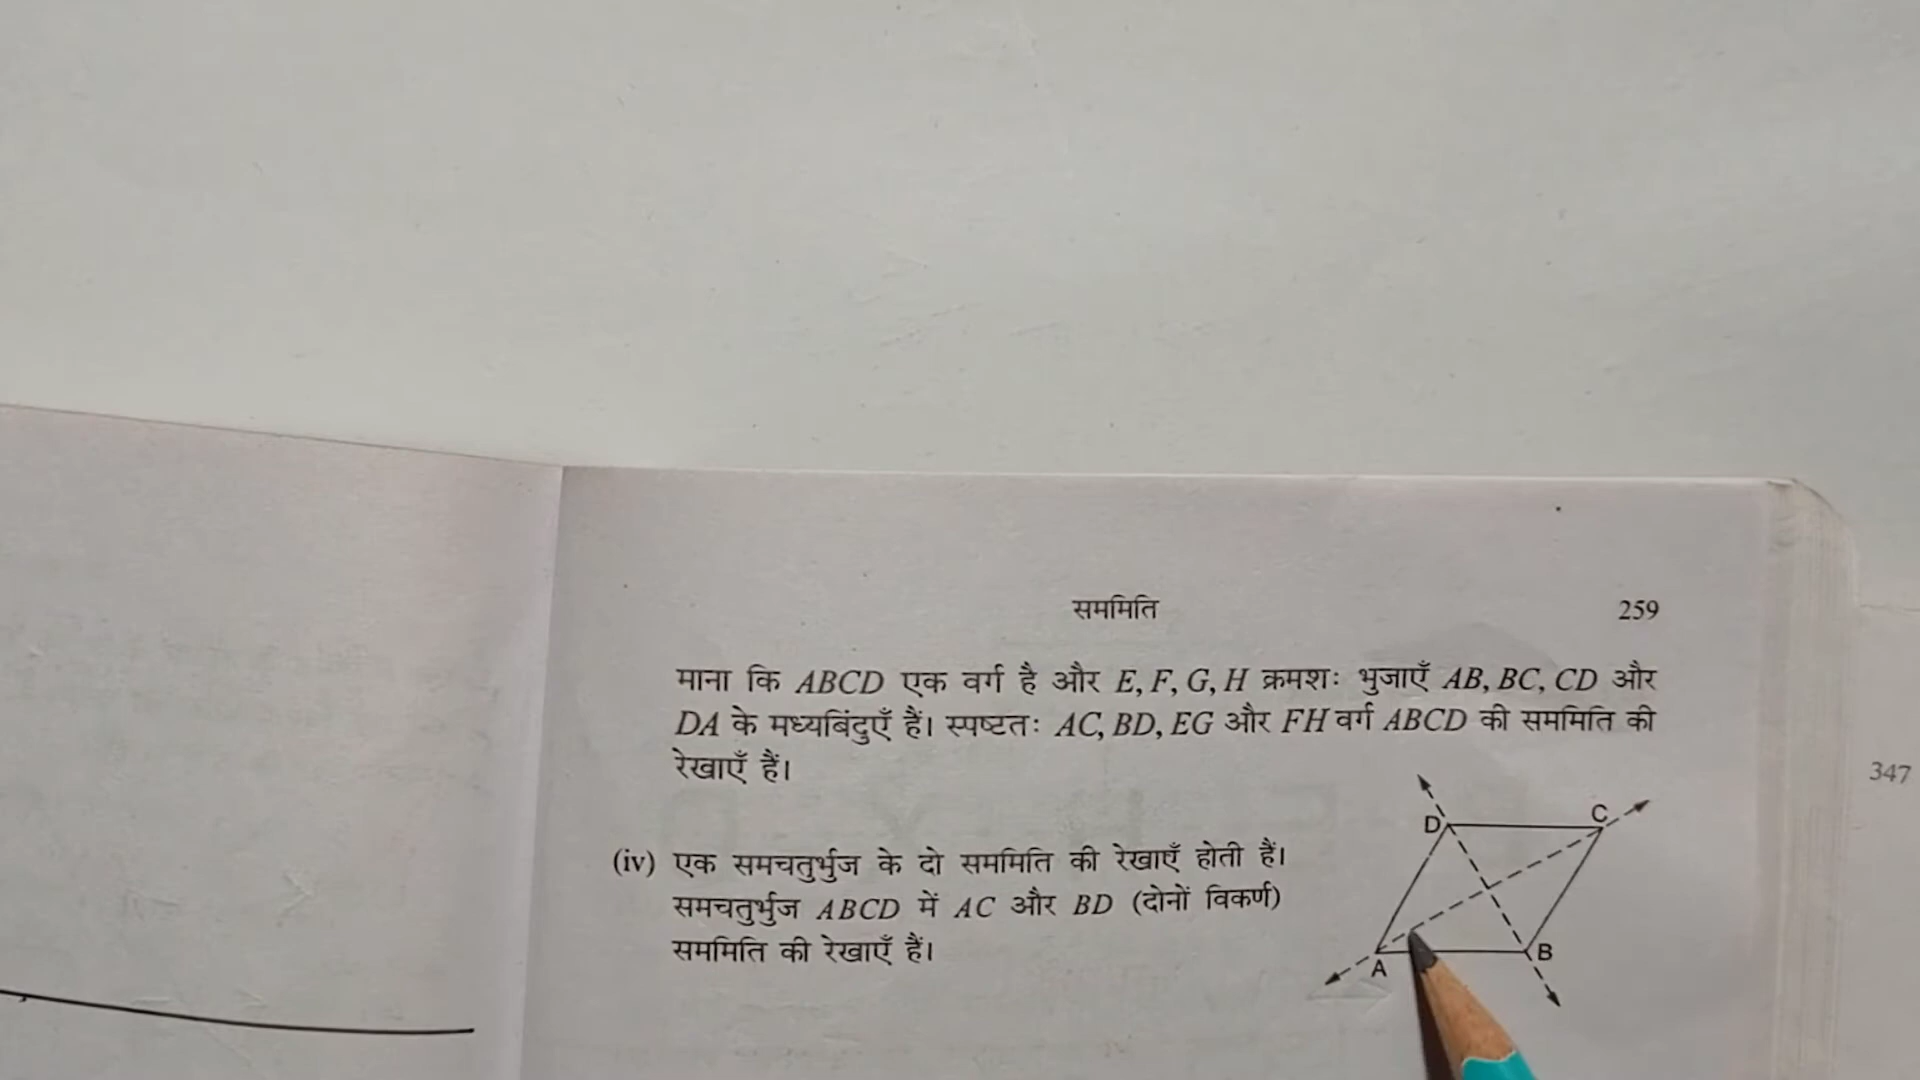 सममिति 259
माना कि ABCD एक वर्ग है और E, F, G, H क्रमशः भुजाएँ AB, BC, CD और
DA के मध्यबिंदुएँ हैं। स्पष्टतः AC, BD, EG और FH वर्ग ABCD की सममिति की
रेखाएँ हैं।
347
D C
(iv) एक समचतुर्भुज के दो सममिति की रेखाएँ होती हैं।
समचतुर्भुज ABCD में AC और BD (दोनों विकर्ण)
सममिति की रेखाएँ हैं।
A B